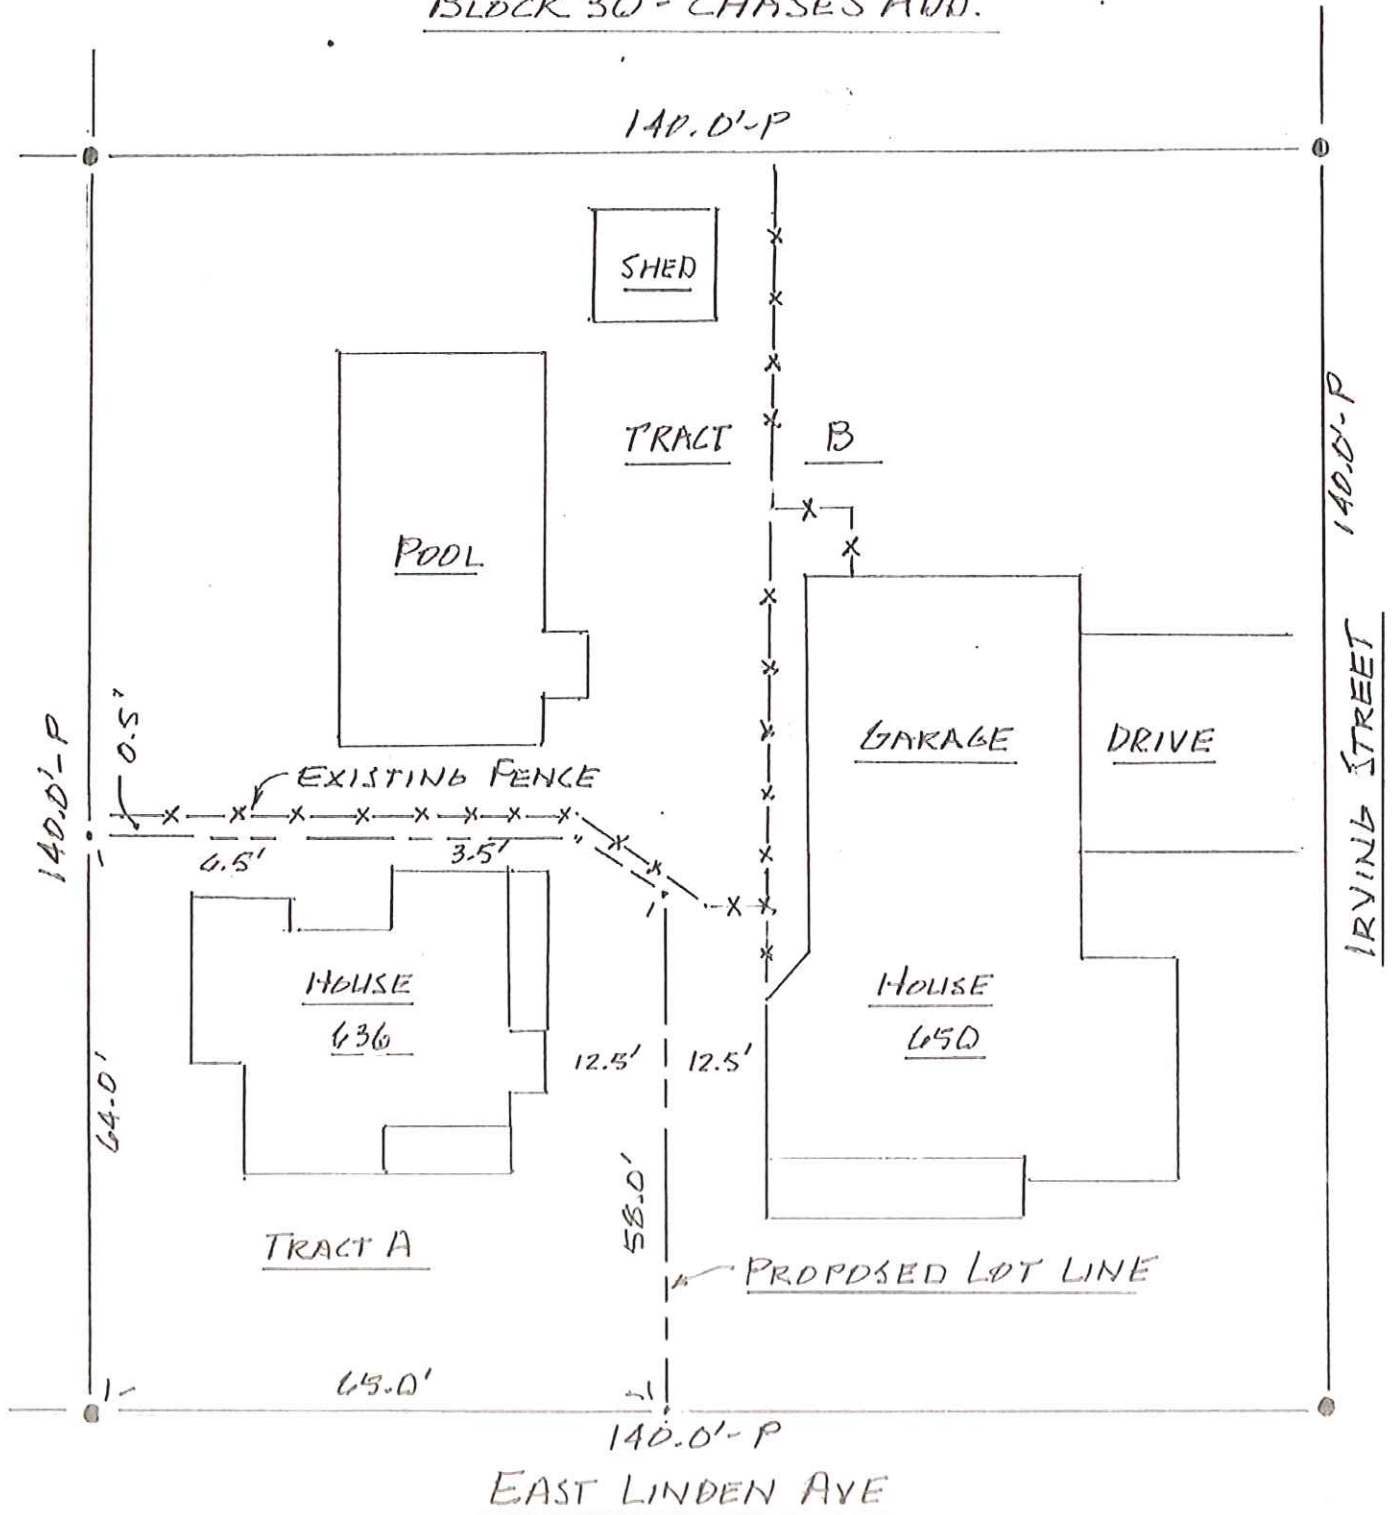 BLOCK 30 - CHASES ADD.
140.0'-P
SHED
TRACT B
140.0'-P
POOL
IRVING STREET
GARAGE
DRIVE
0.5'
140.0'-P
EXISTING FENCE
6.5'
3.5'
HOUSE
636
HOUSE
650
12.5'
12.5'
64.0'
58.0'
TRACT A
PROPOSED LOT LINE
65.0'
140.0'-P
EAST LINDEN AVE